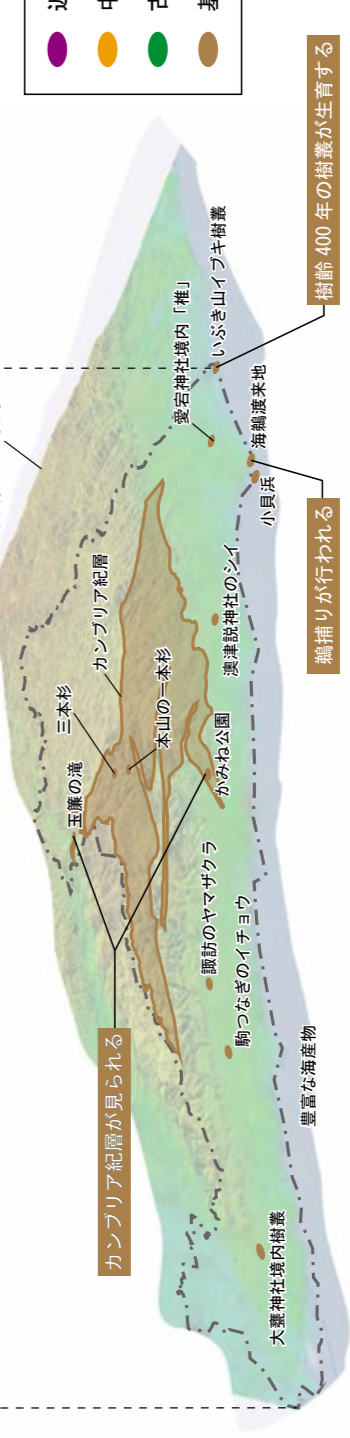 カンブリア紀層が見られる
玉簾の滝
三本杉
カンブリア紀層
本山の一本杉
かみね公園
諏訪のヤマザクラ
駒つなぎのイチョウ
大甕神社境内樹叢
豊富な海産物
澳津説神社のシイ
愛宕神社境内「椎」
いぶき山イブキ樹叢
海鵜渡来地
小貝浜
鵜捕りが行われる
樹齢 400 年の樹叢が生育する
近
中
古
基